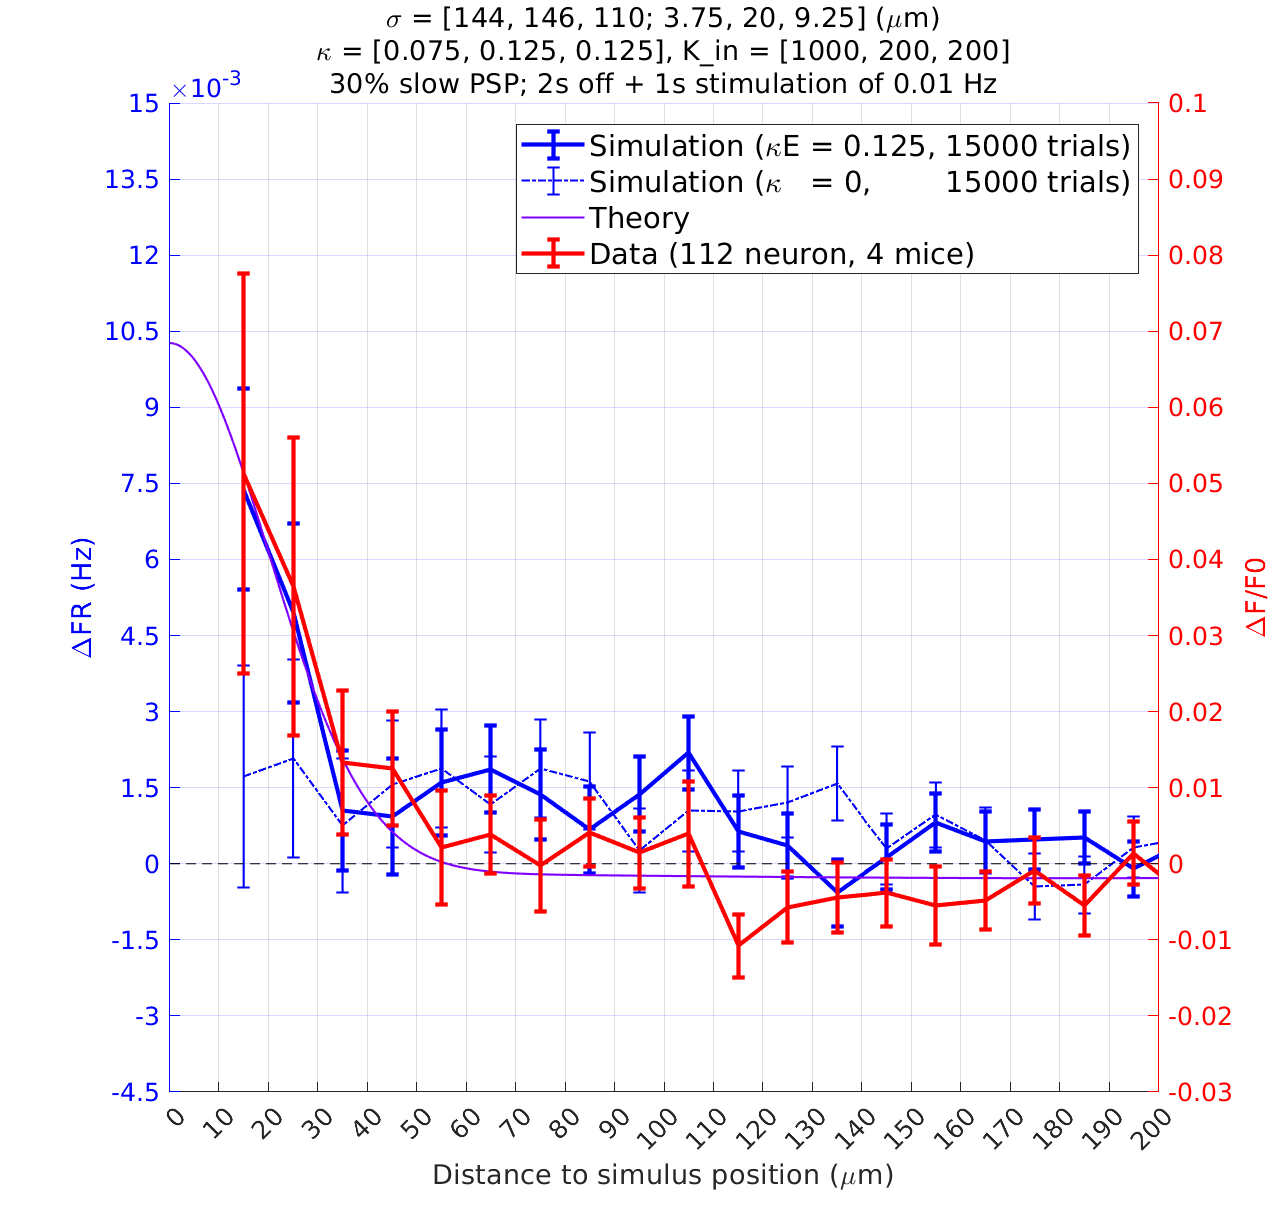 σ = [144, 146, 110; 3.75, 20, 9.25] (μm)
κ = [0.075, 0.125, 0.125], K_in = [1000, 200, 200]
30% slow PSP; 2s off + 1s stimulation of 0.01 Hz
×10⁻³
15
13.5
12
10.5
9
7.5
6
4.5
3
1.5
0
-1.5
-3
-4.5
ΔFR (Hz)
Simulation (κE = 0.125, 15000 trials)
Simulation (κ = 0, 15000 trials)
Theory
Data (112 neuron, 4 mice)
0.1
0.09
0.08
0.07
0.06
0.05
0.04
0.03
0.02
0.01
0
-0.01
-0.02
-0.03
ΔF/F0
0 10 20 30 40 50 60 70 80 90 100 110 120 130 140 150 160 170 180 190 200
Distance to simulus position (μm)